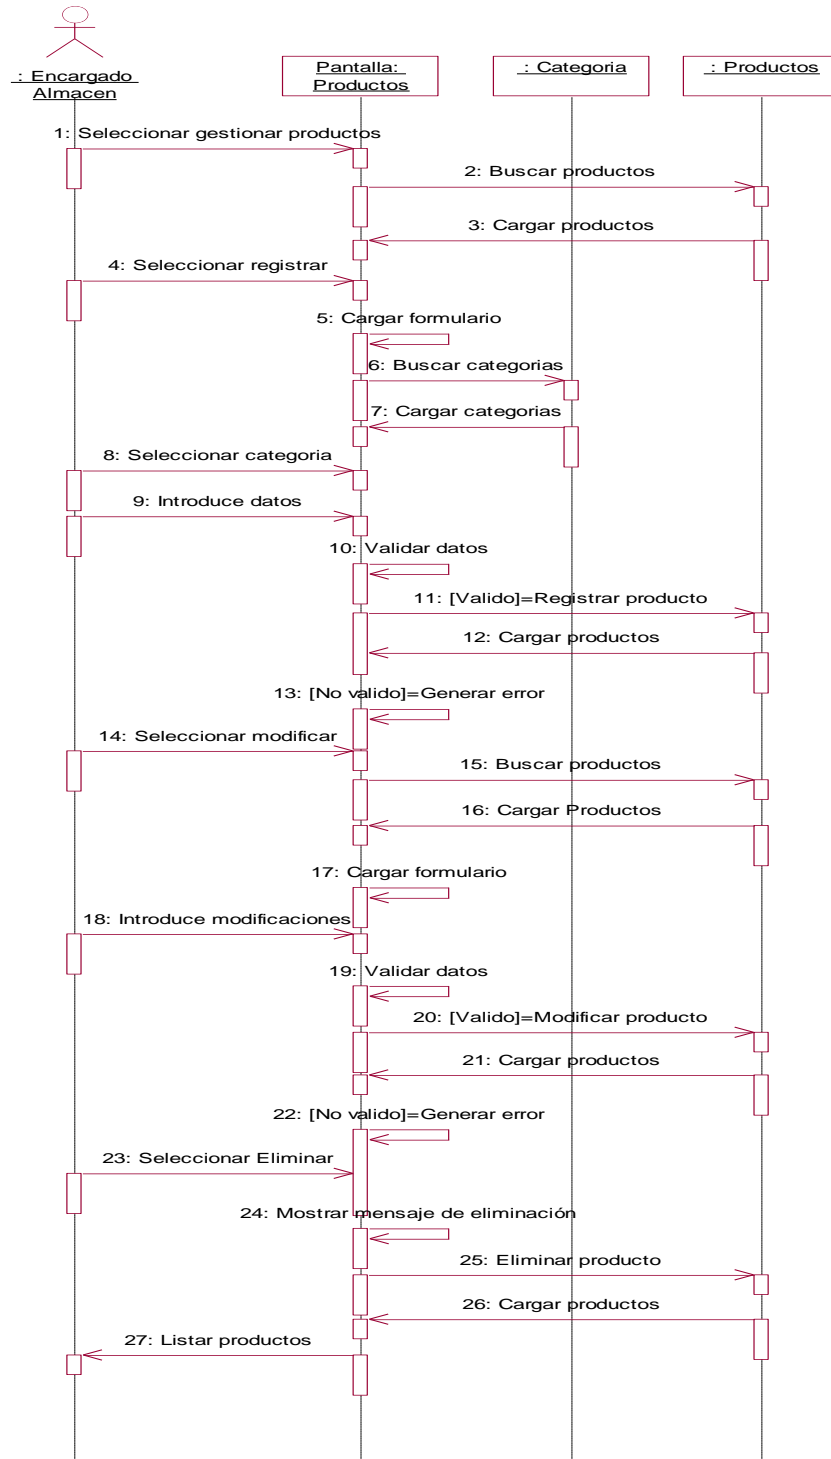 : Encargado
Almacen
Pantalla:
Productos
: Categoria
: Productos
1: Seleccionar gestionar productos
2: Buscar productos
3: Cargar productos
4: Seleccionar registrar
5: Cargar formulario
6: Buscar categorias
7: Cargar categorias
8: Seleccionar categoria
9: Introduce datos
10: Validar datos
11: [Valido]=Registrar producto
12: Cargar productos
13: [No valido]=Generar error
14: Seleccionar modificar
15: Buscar productos
16: Cargar Productos
17: Cargar formulario
18: Introduce modificaciones
19: Validar datos
20: [Valido]=Modificar producto
21: Cargar productos
22: [No valido]=Generar error
23: Seleccionar Eliminar
24: Mostrar mensaje de eliminación
25: Eliminar producto
26: Cargar productos
27: Listar productos